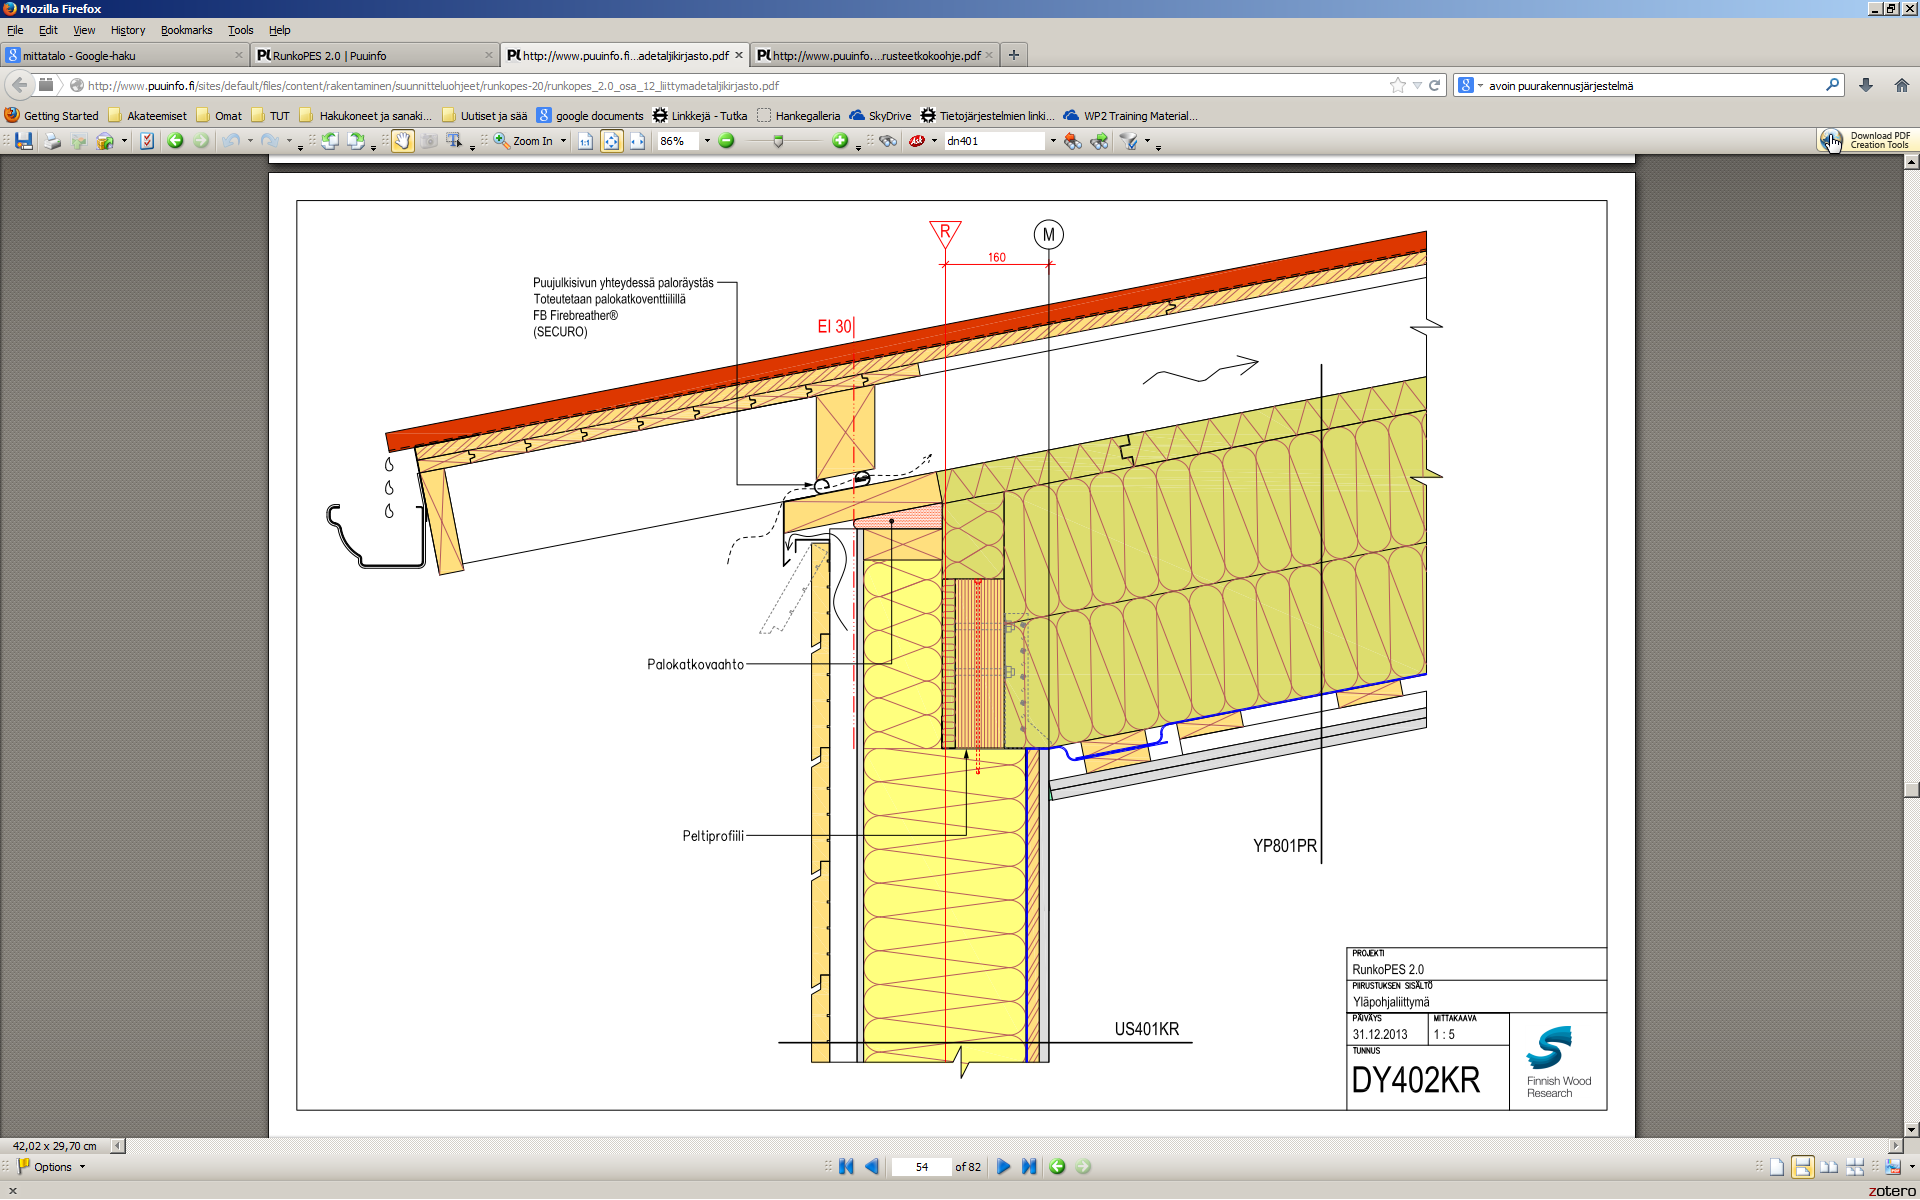 Mozilla Firefox
File Edit View History Bookmarks Tools Help
mittatalo - Google-haku
RunkoPES 2.0 | Puuinfo
http://www.puuinfo.fi...adetaljikirjasto.pdf
http://www.puuinfo....rusteetkokoohje.pdf
http://www.puuinfo.fi/sites/default/files/content/rakentaminen/suunnitteluohjeet/runkopes-20/runkopes_2.0_osa_12_liittymadetaljikirjasto.pdf
avoin puurakennusjärjestelmä
Getting Started Akateemiset Omat TUT Hakukoneet ja sanaki... Uutiset ja sää google documents Linkkejä - Tutka Hankegalleria SkyDrive Tietojärjestelmien linki... WP2 Training Material...
Zoom In 86% dn401
Download PDF
Creation Tools
R
M
160
Puujulkisivun yhteydessä paloräystäs
Toteutetaan palokatkoventtiilillä
FB Firebreather®
(SECURO)
EI 30
Palokatkovaahto
Peltiprofiili
YP801PR
US401KR
PROJEKTI
RunkoPES 2.0
PIIRUSTUKSEN SISÄLTÖ
Yläpohjaliittymä
PÄIVÄYS MITTAKAAVA
31.12.2013 1 : 5
TUNNUS
DY402KR
Finnish Wood
Research
42,02 x 29,70 cm
Options
54 of 82
zotero